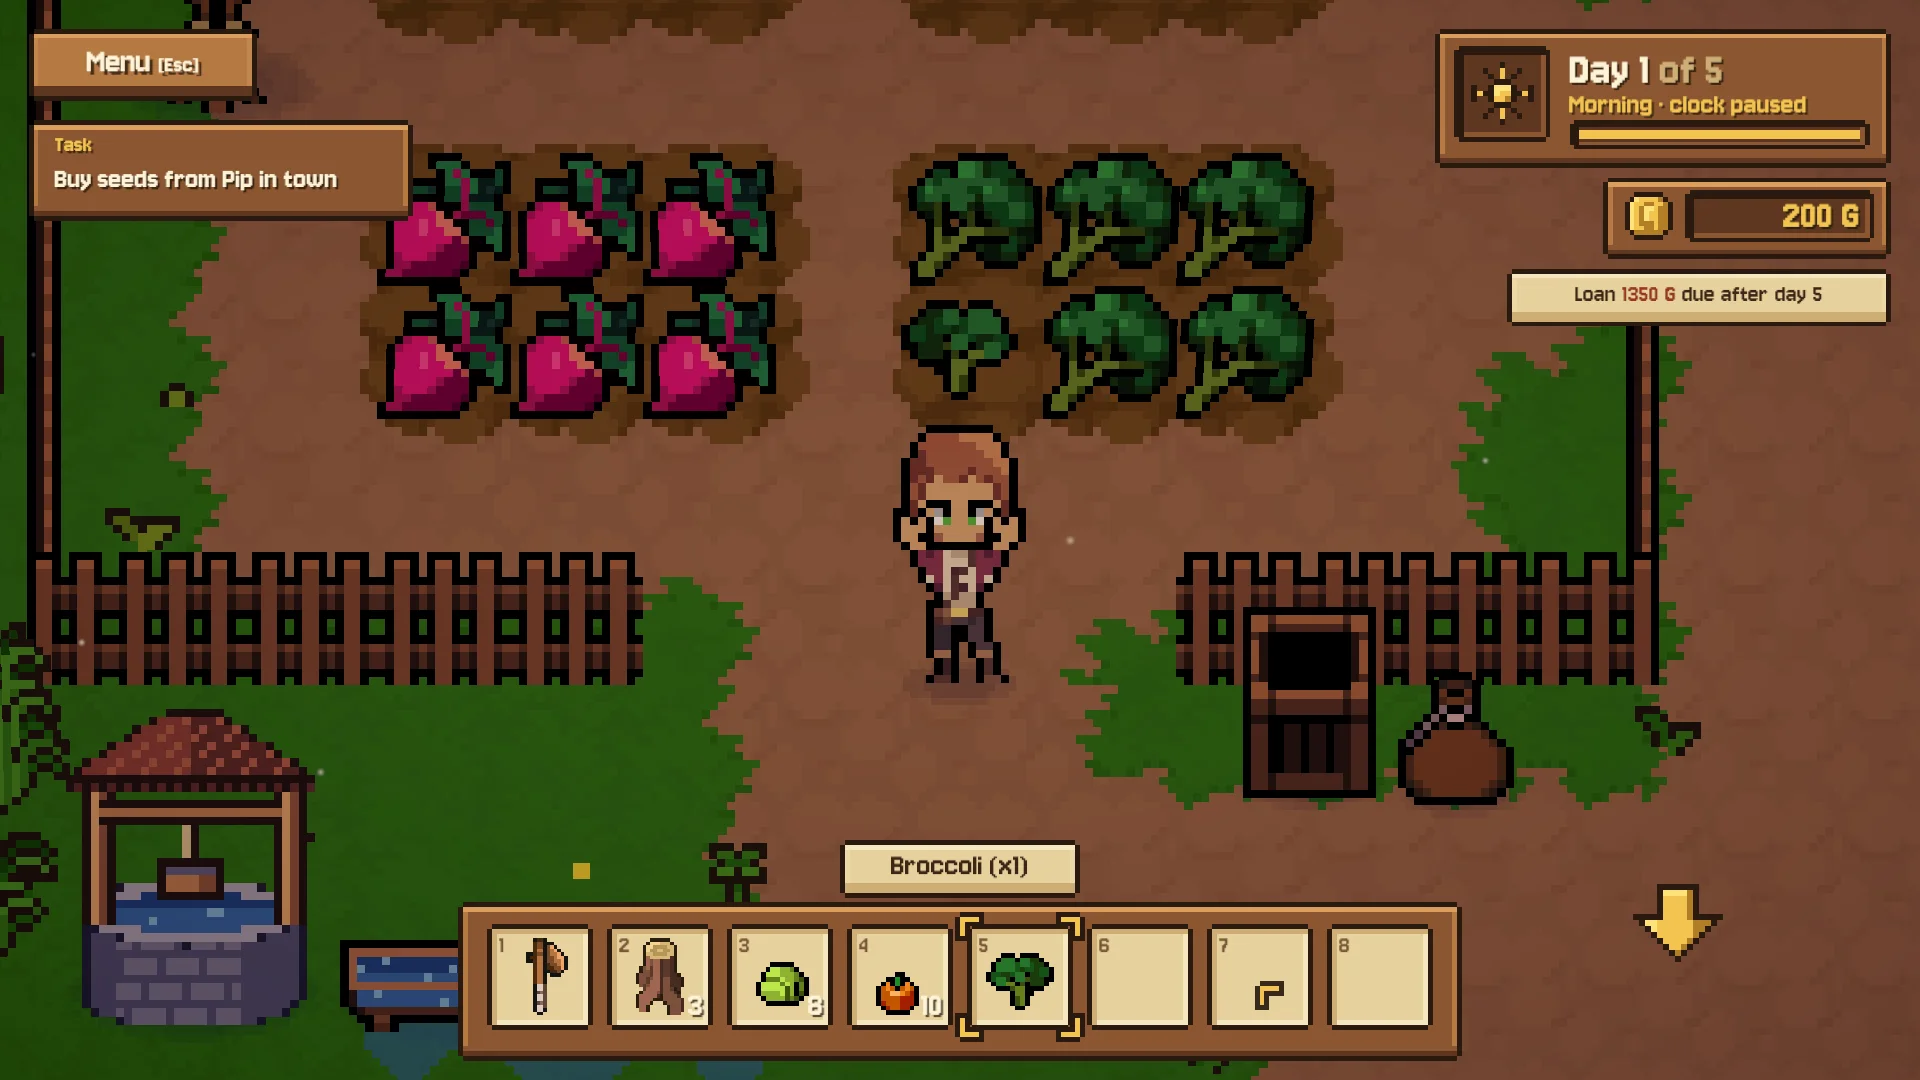 Menu [Esc]
Task
Buy seeds from Pip in town
Day 1 of 5
Morning · clock paused
200 G
Loan 1350 G due after day 5
Broccoli (x1)
1
2
3
3
8
4
10
5
6
7
8